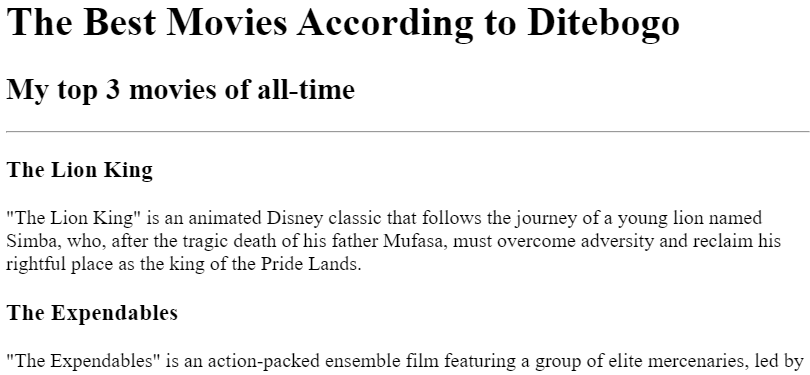 The Best Movies According to Ditebogo
My top 3 movies of all-time
The Lion King
"The Lion King" is an animated Disney classic that follows the journey of a young lion named
Simba, who, after the tragic death of his father Mufasa, must overcome adversity and reclaim his
rightful place as the king of the Pride Lands.
The Expendables
"The Expendables" is an action-packed ensemble film featuring a group of elite mercenaries, led by